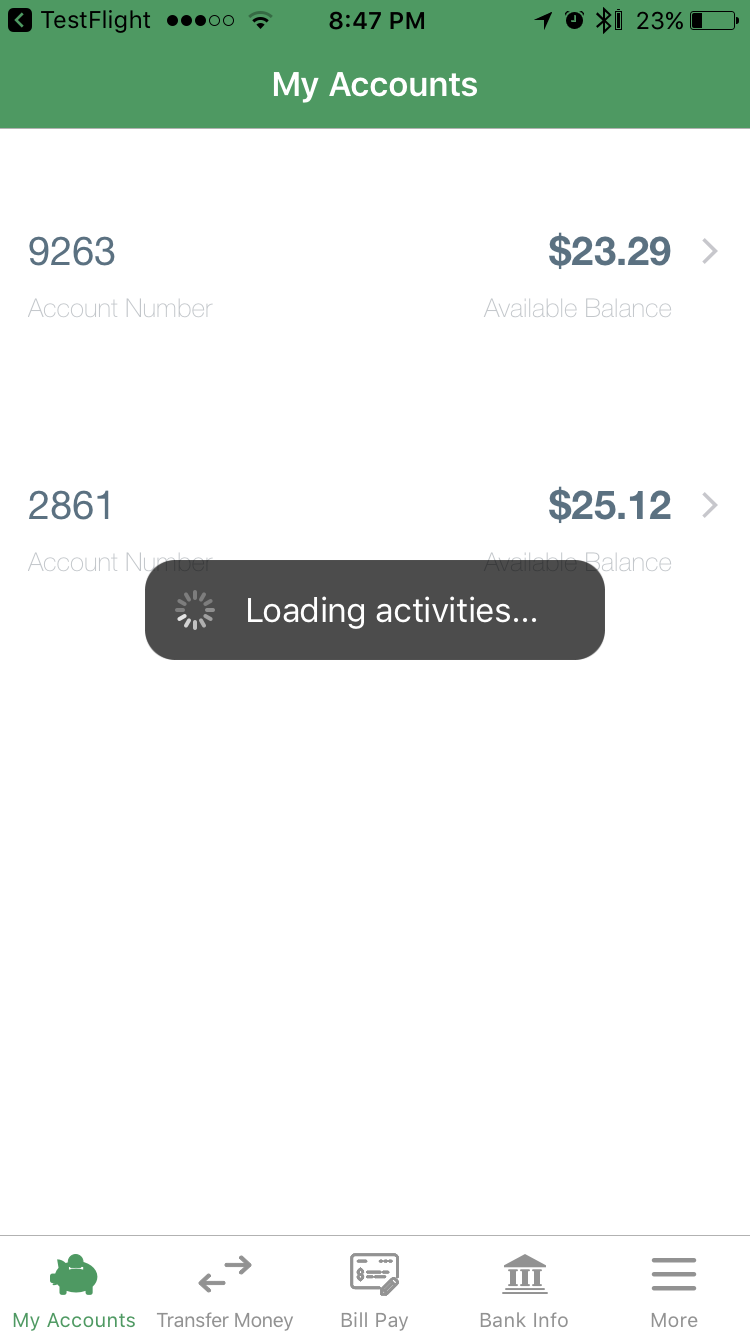 TestFlight 8:47 PM 23%
My Accounts
9263 $23.29
Account Number Available Balance
2861 $25.12
Account Number Available Balance
Loading activities...
My Accounts Transfer Money Bill Pay Bank Info More